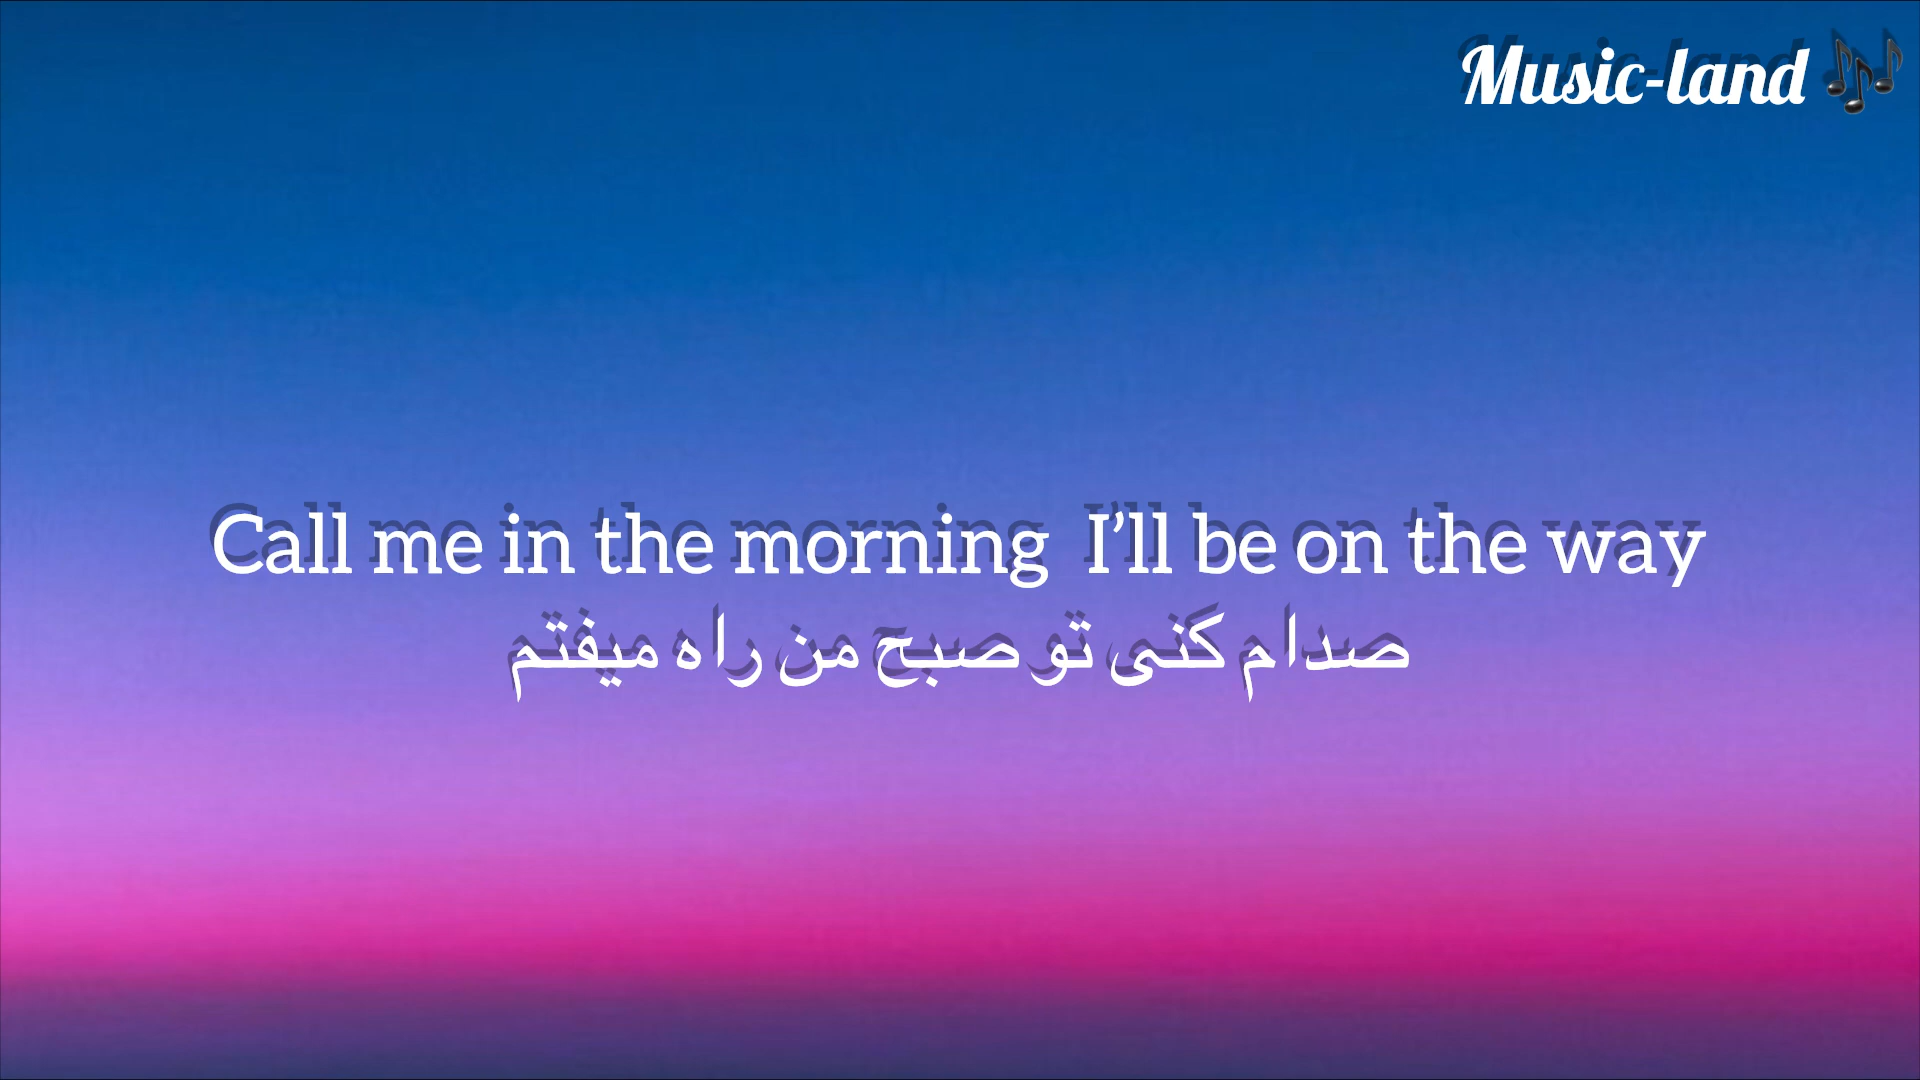 Music-land 🎶
Call me in the morning I’ll be on the way
صدام کنی تو صبح من راه میفتم